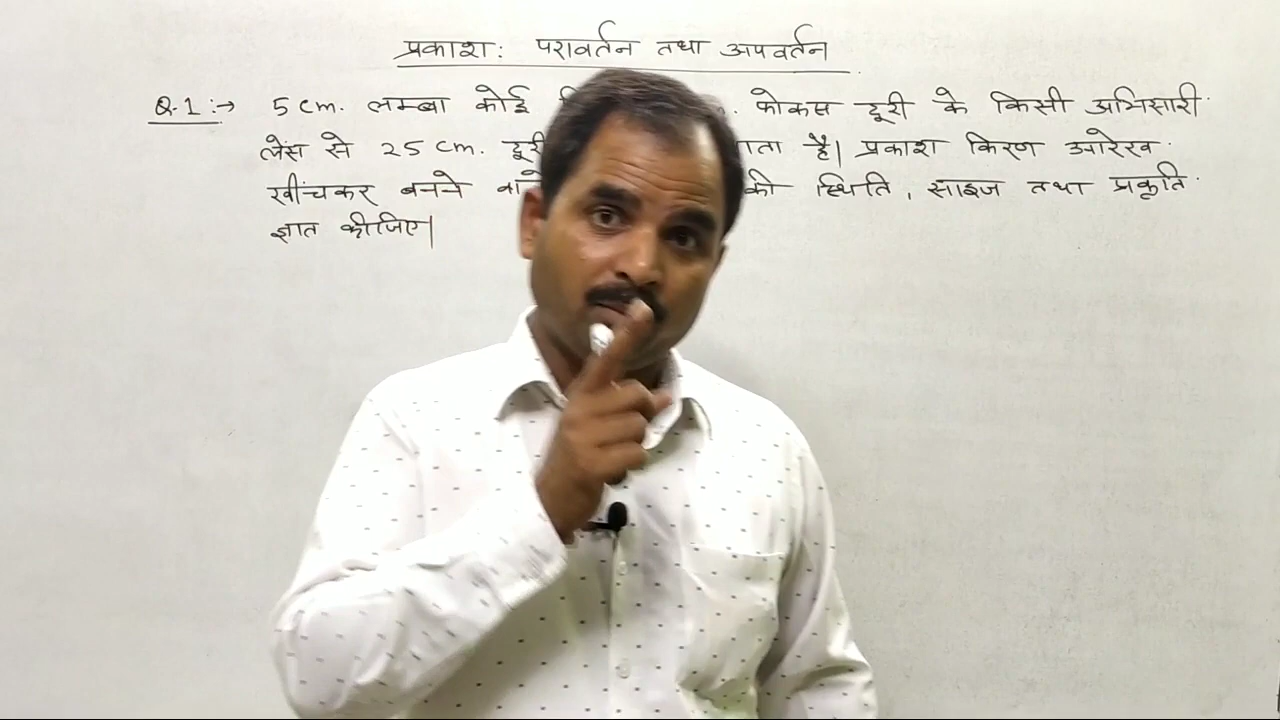 प्रकाश: परावर्तन तथा अपवर्तन
Q.1:→ 5 cm. लम्बा कोई फोकस दूरी के किसी अभिसारी
लेंस से 25 cm. है। प्रकाश किरण आरेख
खींचकर बनने की स्थिति, साइज तथा प्रकृति
ज्ञात कीजिए।